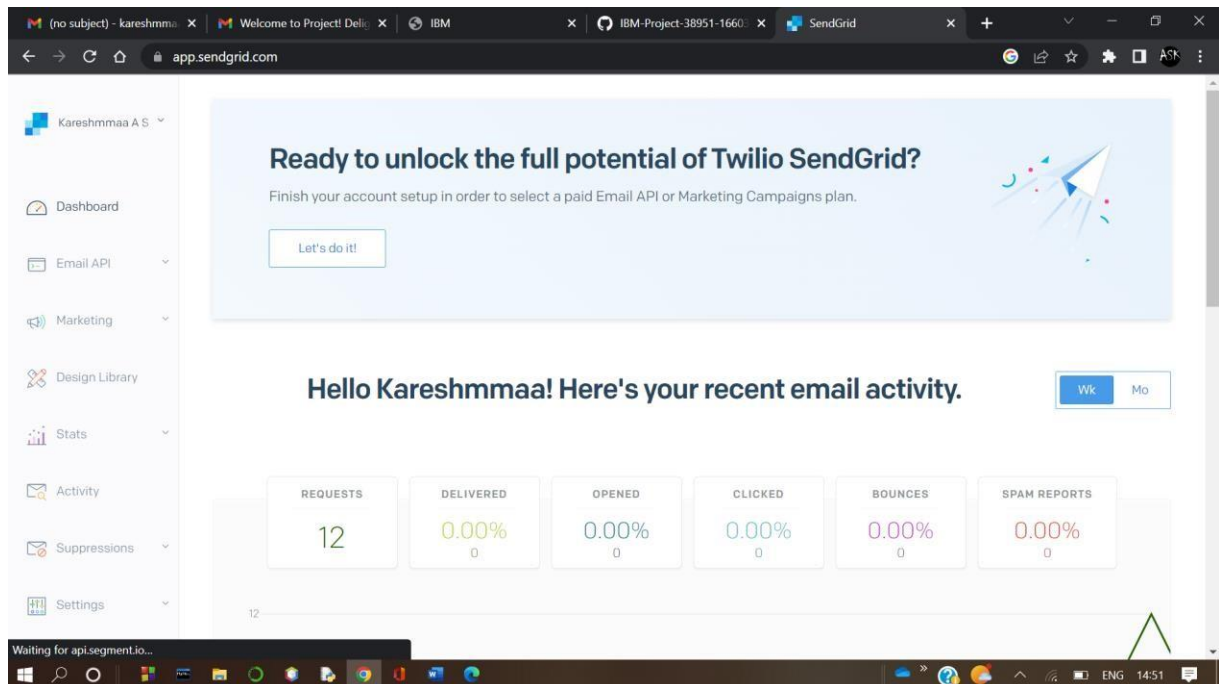 (no subject) - kareshmma
Welcome to Project! Delig
IBM
IBM-Project-38951-16603
SendGrid
app.sendgrid.com
ASK
Kareshmmaa A S
Dashboard
Email API
Marketing
Design Library
Stats
Activity
Suppressions
Settings
Ready to unlock the full potential of Twilio SendGrid?
Finish your account setup in order to select a paid Email API or Marketing Campaigns plan.
Let's do it!
Hello Kareshmmaa! Here's your recent email activity.
Wk Mo
REQUESTS DELIVERED OPENED CLICKED BOUNCES SPAM REPORTS
12 0.00% 0.00% 0.00% 0.00% 0.00%
0 0 0 0 0
12
Waiting for api.segment.io...
ENG 14:51